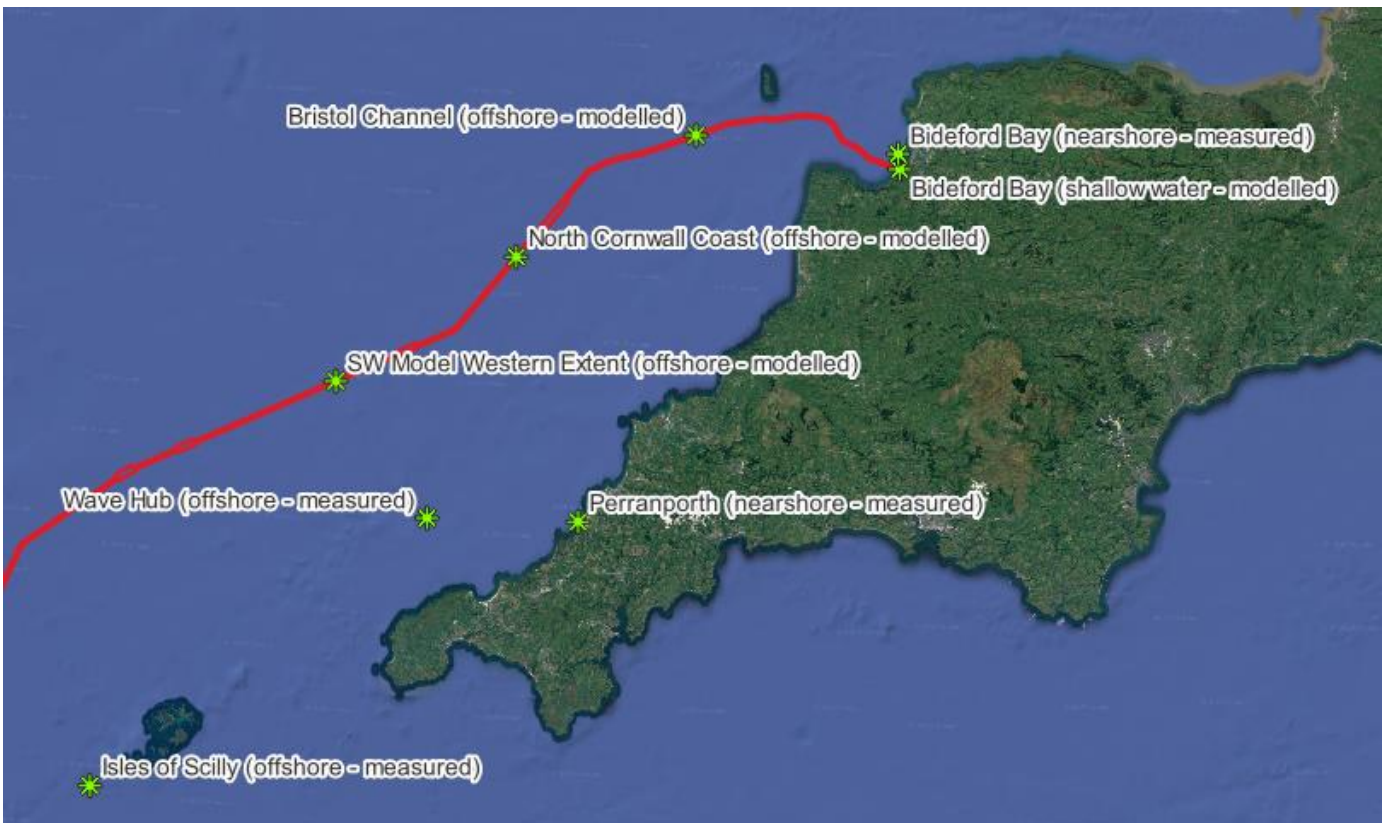 Bristol Channel (offshore - modelled)
Bideford Bay (nearshore - measured)
Bideford Bay (shallow water - modelled)
North Cornwall Coast (offshore - modelled)
SW Model Western Extent (offshore - modelled)
Wave Hub (offshore - measured)
Perranporth (nearshore - measured)
Isles of Scilly (offshore - measured)